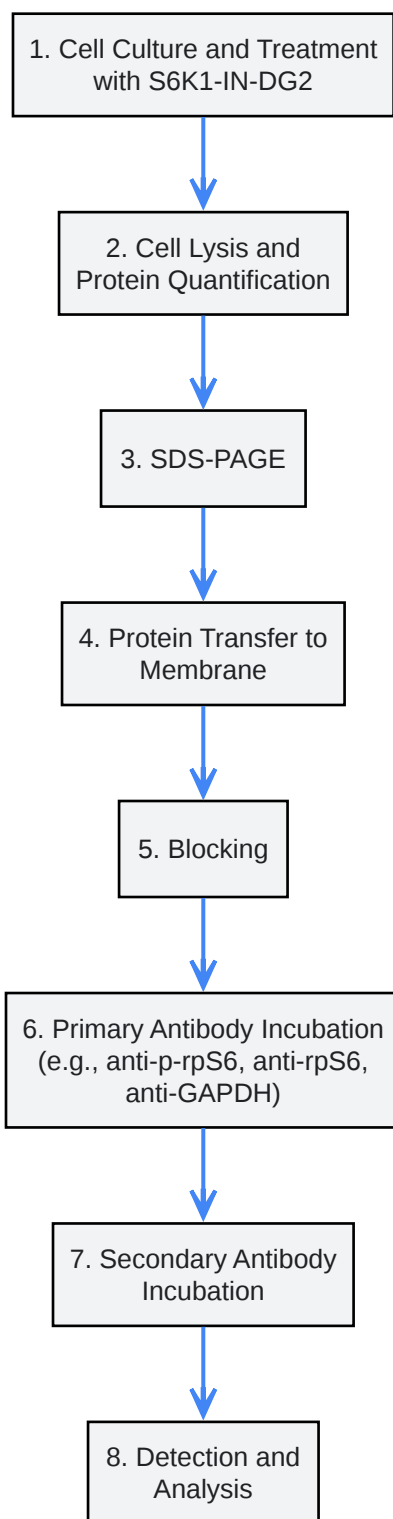 1. Cell Culture and Treatment
with S6K1-IN-DG2
2. Cell Lysis and
Protein Quantification
3. SDS-PAGE
4. Protein Transfer to
Membrane
5. Blocking
6. Primary Antibody Incubation
(e.g., anti-p-rpS6, anti-rpS6,
anti-GAPDH)
7. Secondary Antibody
Incubation
8. Detection and
Analysis